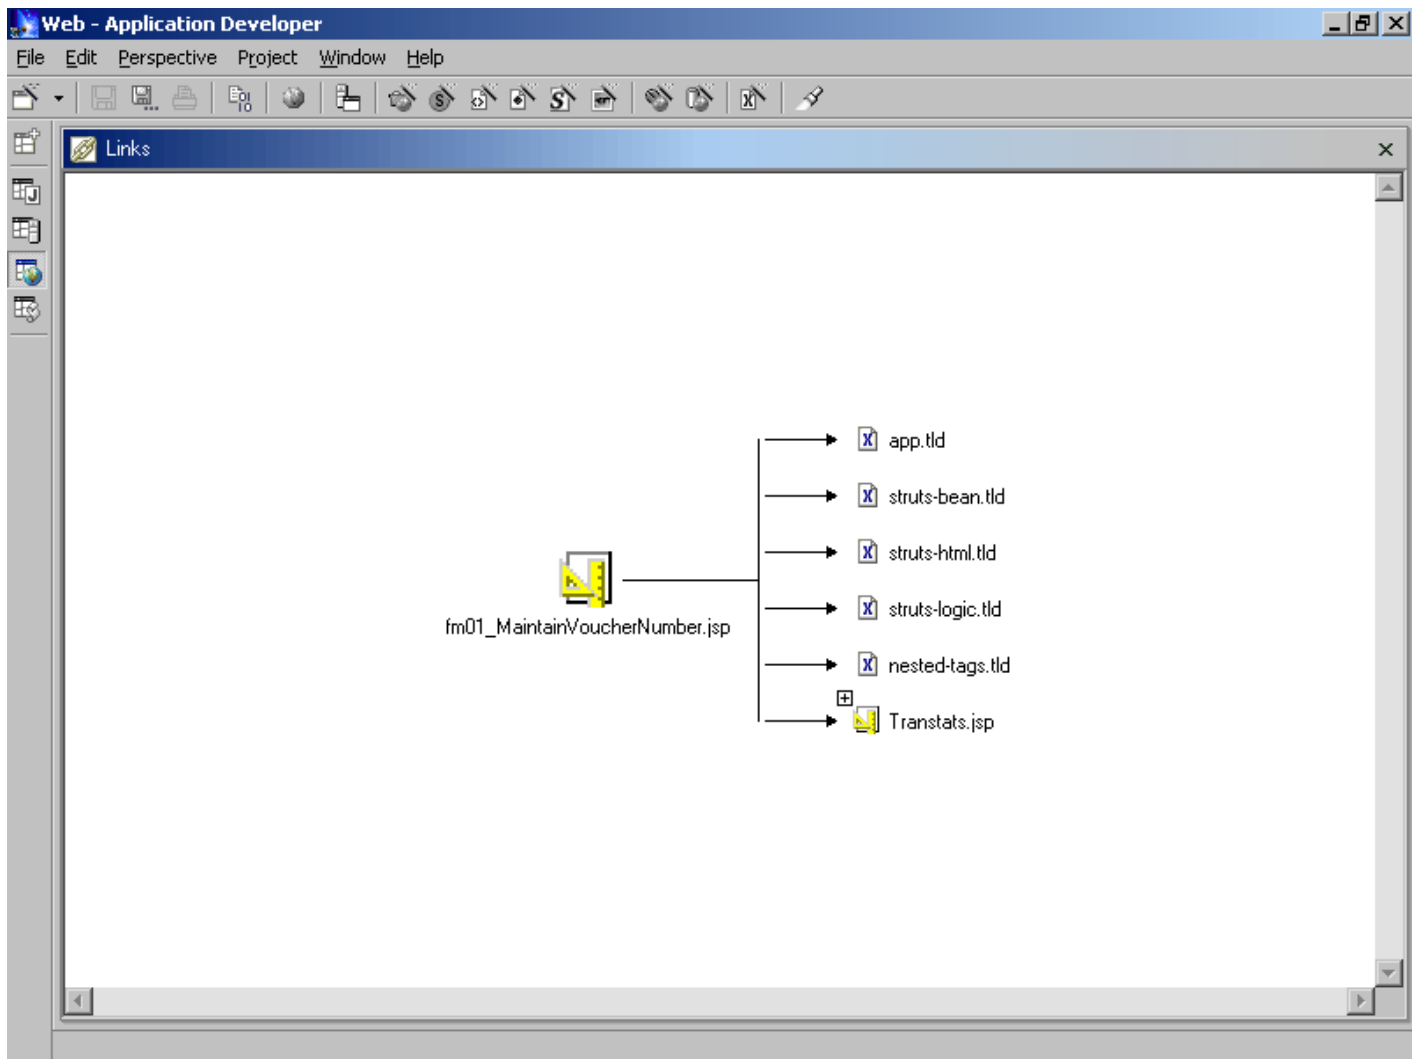 Web - Application Developer
File Edit Perspective Project Window Help
Links
app.tld
struts-bean.tld
struts-html.tld
struts-logic.tld
fm01_MaintainVoucherNumber.jsp
nested-tags.tld
Transtats.jsp